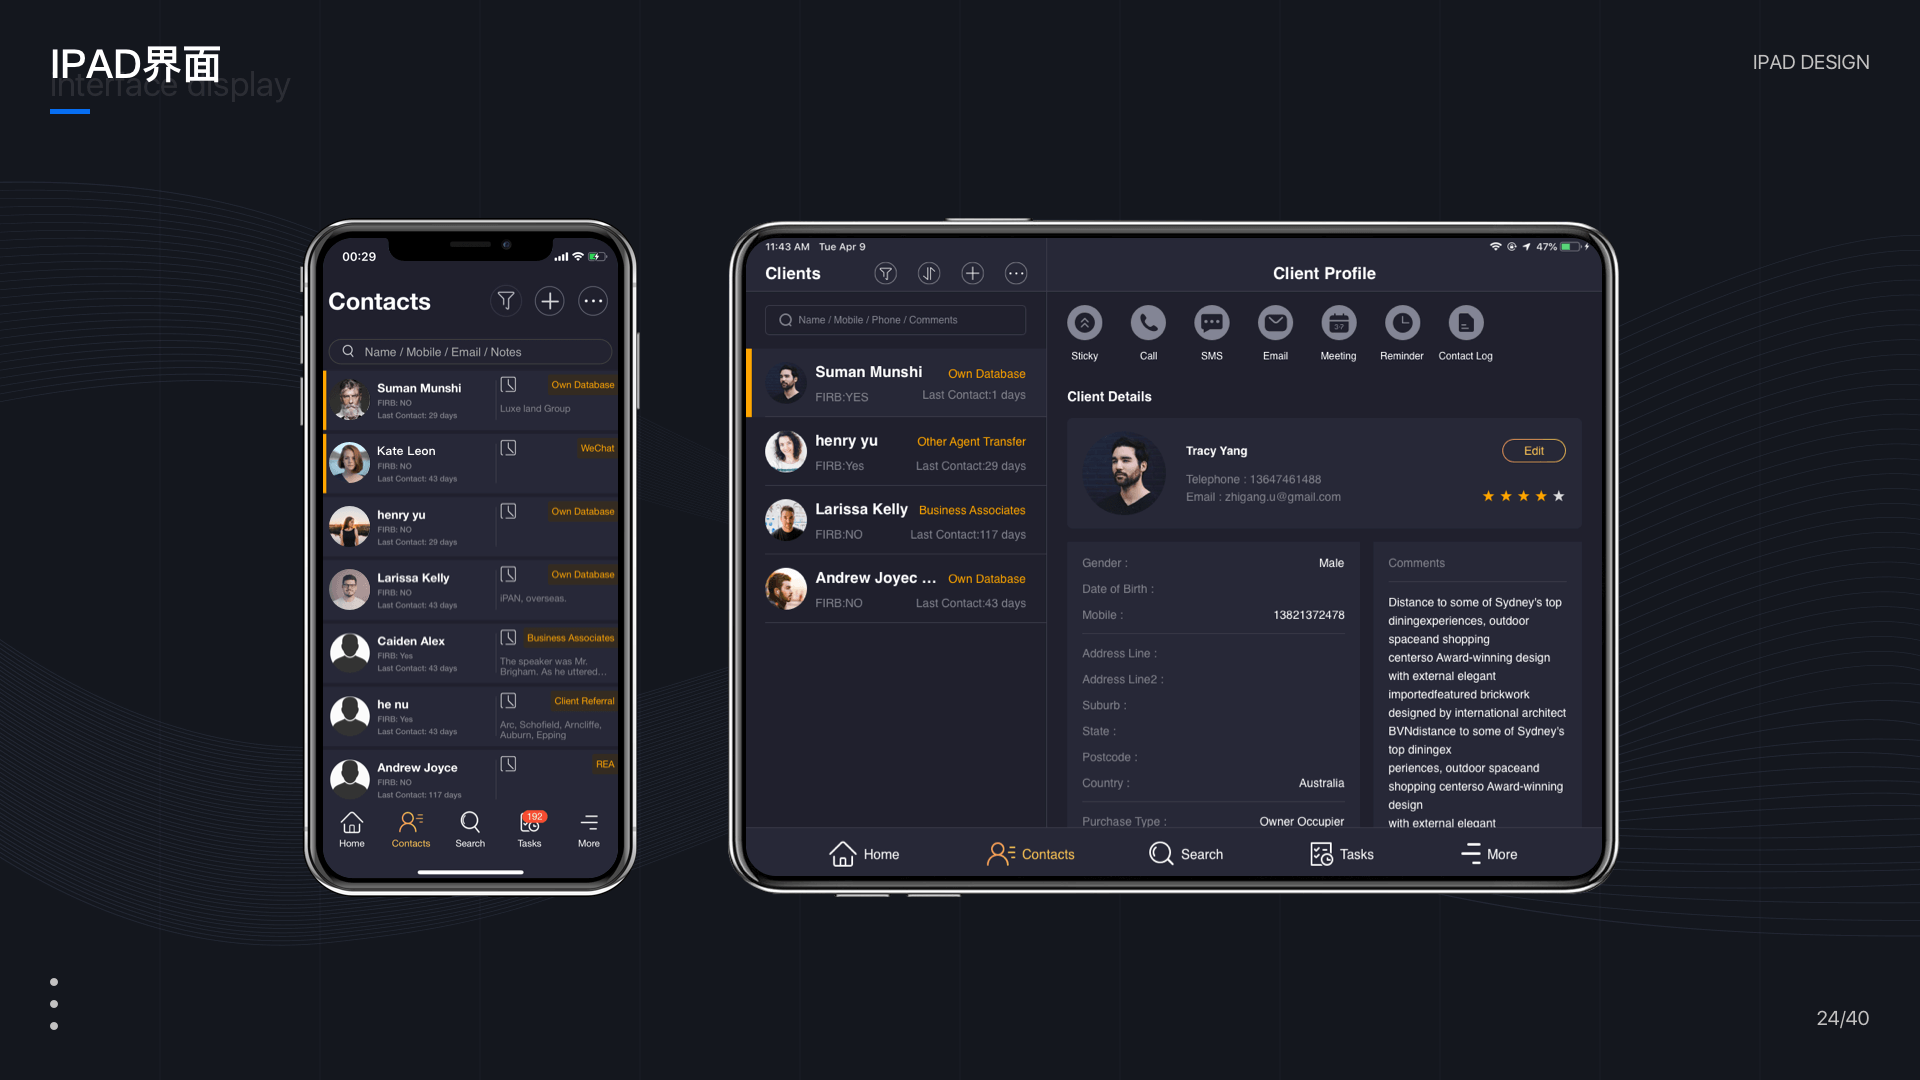 IPAD界面
Interface display
IPAD DESIGN
00:29
Contacts
Name / Mobile / Email / Notes
Suman Munshi
FIRB: NO
Last Contact: 29 days
Own Database
Luxe land Group
Kate Leon
FIRB: NO
Last Contact: 43 days
WeChat
henry yu
FIRB: NO
Last Contact: 29 days
Own Database
Larissa Kelly
FIRB: NO
Last Contact: 43 days
Own Database
iPAN, overseas.
Caiden Alex
FIRB: Yes
Last Contact: 43 days
Business Associates
The speaker was Mr.
Brigham. As he uttered...
he nu
FIRB: Yes
Last Contact: 43 days
Client Referral
Arc, Schofield, Arncliffe,
Auburn, Epping
Andrew Joyce
FIRB: NO
Last Contact: 117 days
REA
192
Home
Contacts
Search
Tasks
More
11:43 AM Tue Apr 9
47%
Clients
Name / Mobile / Phone / Comments
Suman Munshi
Own Database
FIRB:YES
Last Contact:1 days
henry yu
Other Agent Transfer
FIRB:Yes
Last Contact:29 days
Larissa Kelly
Business Associates
FIRB:NO
Last Contact:117 days
Andrew Joyec ...
Own Database
FIRB:NO
Last Contact:43 days
Client Profile
Sticky
Call
SMS
Email
3-7
Meeting
Reminder
Contact Log
Client Details
Tracy Yang
Edit
Telephone : 13647461488
Email : zhigang.u@gmail.com
Gender : Male
Date of Birth :
Mobile : 13821372478
Address Line :
Address Line2 :
Suburb :
State :
Postcode :
Country : Australia
Purchase Type : Owner Occupier
Comments
Distance to some of Sydney's top
diningexperiences, outdoor
spaceand shopping
centerso Award-winning design
with external elegant
importedfeatured brickwork
designed by international architect
BVNdistance to some of Sydney's
top diningex
periences, outdoor spaceand
shopping centerso Award-winning
design
with external elegant
Home
Contacts
Search
Tasks
More
24/40